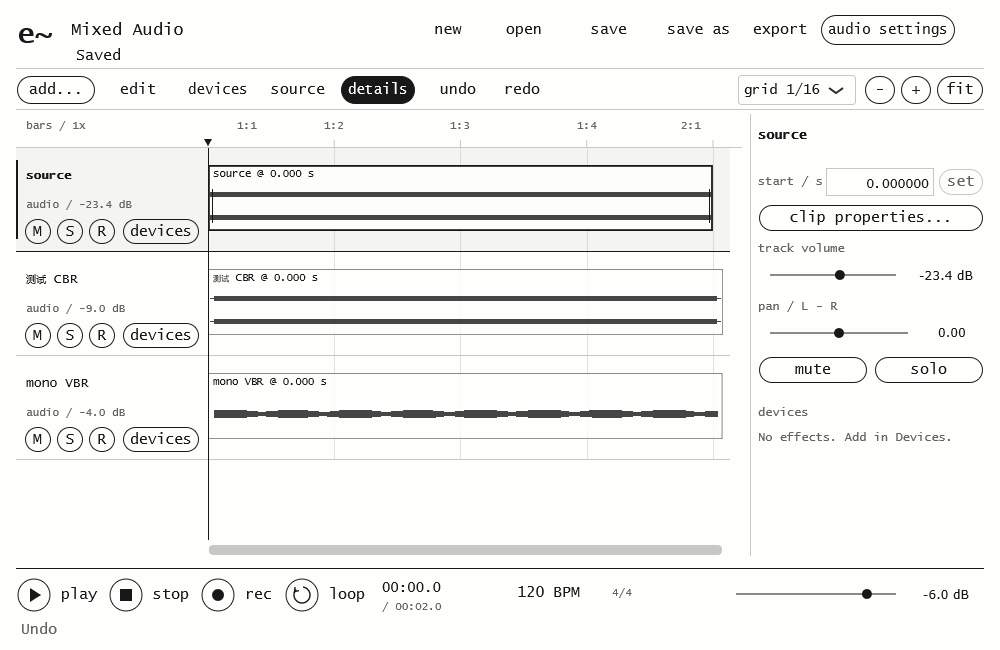 e~ Mixed Audio new open save save as export audio settings
Saved
add... edit devices source details undo redo grid 1/16 - + fit
bars / 1x 1:1 1:2 1:3 1:4 2:1
source
source @ 0.000 s
source
audio / -23.4 dB
M S R devices
start / s 0.000000 set
clip properties...
track volume
-23.4 dB
测试 CBR @ 0.000 s
测试 CBR
audio / -9.0 dB
M S R devices
pan / L - R
0.00
mute solo
mono VBR @ 0.000 s
mono VBR
audio / -4.0 dB
M S R devices
devices
No effects. Add in Devices.
play stop rec loop 00:00.0 120 BPM 4/4 -6.0 dB
/ 00:02.0
Undo